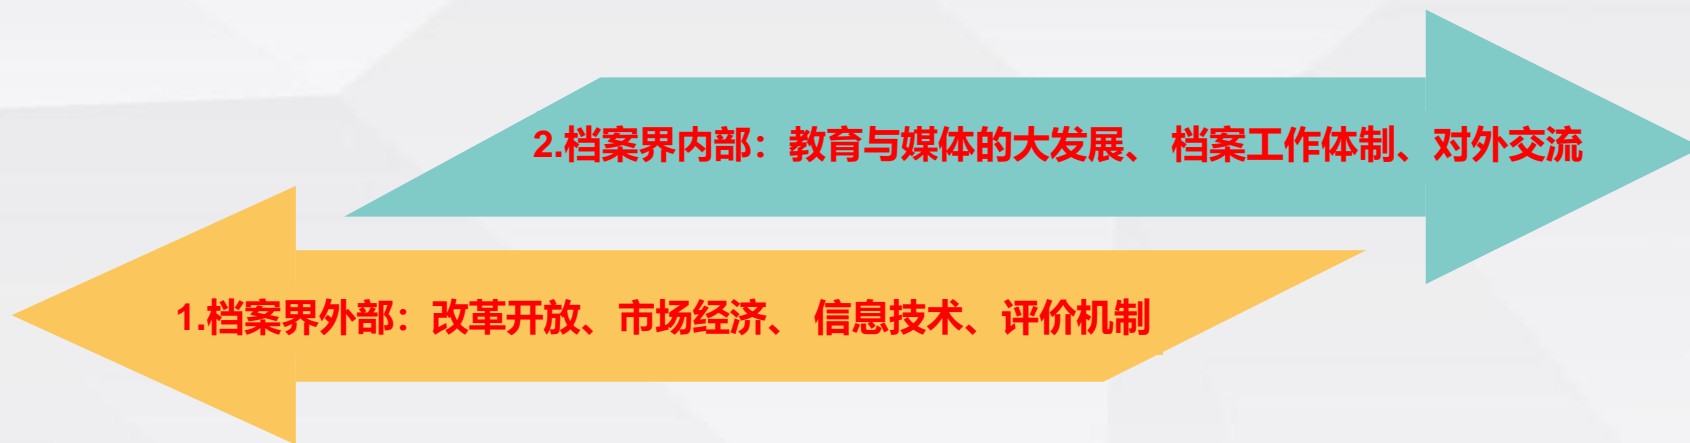 2.档案界内部：教育与媒体的大发展、 档案工作体制、对外交流
1.档案界外部：改革开放、市场经济、 信息技术、评价机制